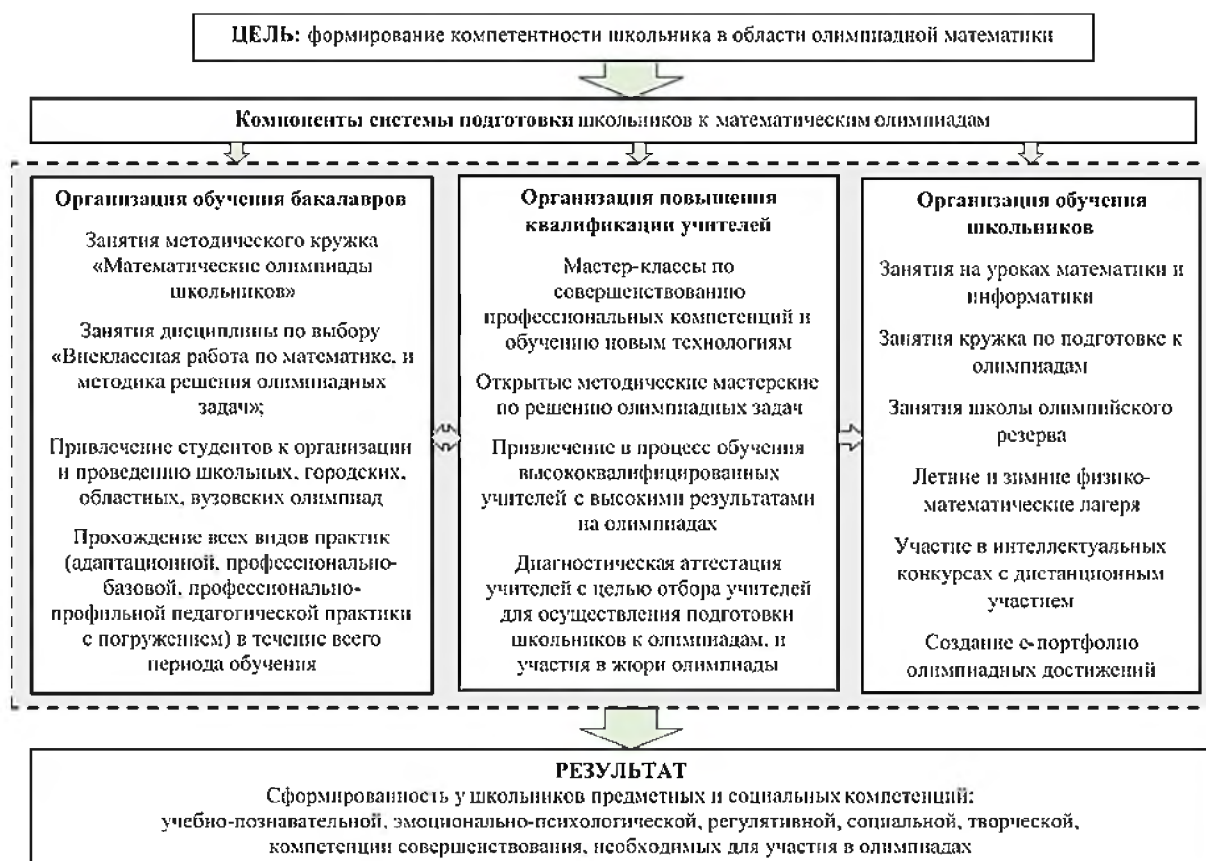 ЦЕЛЬ: формирование компетентности школьника в области олимпиадной математики
Компоненты системы подготовки школьников к математическим олимпиадам
Организация обучения бакалавров
Занятия методического кружка
«Математические олимпиады
школьников»
Занятия дисциплины по выбору
«Внеклассная работа по математике, и
методика решения олимпиадных
задач»;
Привлечение студентов к организации
и проведению школьных, городских,
областных, вузовских олимпиад
Прохождение всех видов практик
(адаптационной, профессионально-
базовой, профессионально-
профильной педагогической практики
с погружением) в течение всего
периода обучения
Организация повышения
квалификации учителей
Мастер-классы по
совершенствованию
профессиональных компетенций и
обучению новым технологиям
Открытые методические мастерские
по решению олимпиадных задач
Привлечение в процесс обучения
высококвалифицированных
учителей с высокими результатами
на олимпиадах
Диагностическая аттестация
учителей с целью отбора учителей
для осуществления подготовки
школьников к олимпиадам, и
участия в жюри олимпиады
Организация обучения
школьников
Занятия на уроках математики и
информатики
Занятия кружка по подготовке к
олимпиадам
Занятия школы олимпийского
резерва
Летние и зимние физико-
математические лагеря
Участие в интеллектуальных
конкурсах с дистанционным
участием
Создание е-портфолио
олимпиадных достижений
РЕЗУЛЬТАТ
Сформированность у школьников предметных и социальных компетенций:
учебно-познавательной, эмоционально-психологической, регулятивной, социальной, творческой,
компетенции совершенствования, необходимых для участия в олимпиадах